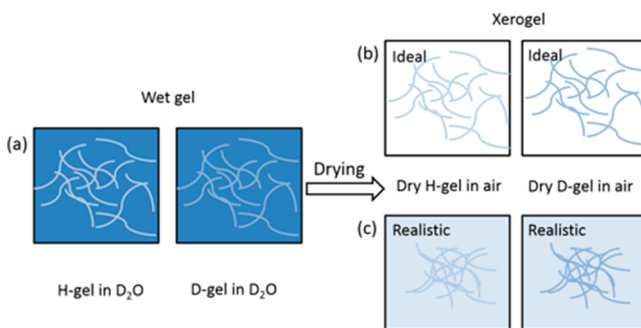 Xerogel
Wet gel
(a)
H-gel in D₂O
D-gel in D₂O
Drying
(b)
Ideal
Ideal
Dry H-gel in air
Dry D-gel in air
(c)
Realistic
Realistic